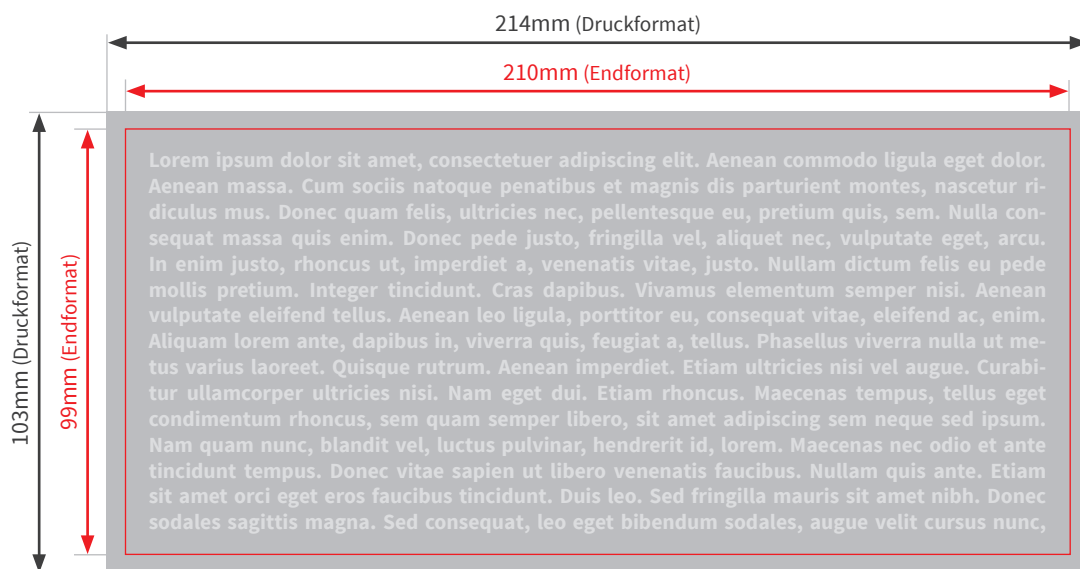 214mm (Druckformat)
210mm (Endformat)
103mm (Druckformat)
99mm (Endformat)
Lorem ipsum dolor sit amet, consectetuer adipiscing elit. Aenean commodo ligula eget dolor.
Aenean massa. Cum sociis natoque penatibus et magnis dis parturient montes, nascetur ri-
diculus mus. Donec quam felis, ultricies nec, pellentesque eu, pretium quis, sem. Nulla con-
sequat massa quis enim. Donec pede justo, fringilla vel, aliquet nec, vulputate eget, arcu.
In enim justo, rhoncus ut, imperdiet a, venenatis vitae, justo. Nullam dictum felis eu pede
mollis pretium. Integer tincidunt. Cras dapibus. Vivamus elementum semper nisi. Aenean
vulputate eleifend tellus. Aenean leo ligula, porttitor eu, consequat vitae, eleifend ac, enim.
Aliquam lorem ante, dapibus in, viverra quis, feugiat a, tellus. Phasellus viverra nulla ut me-
tus varius laoreet. Quisque rutrum. Aenean imperdiet. Etiam ultricies nisi vel augue. Curabi-
tur ullamcorper ultricies nisi. Nam eget dui. Etiam rhoncus. Maecenas tempus, tellus eget
condimentum rhoncus, sem quam semper libero, sit amet adipiscing sem neque sed ipsum.
Nam quam nunc, blandit vel, luctus pulvinar, hendrerit id, lorem. Maecenas nec odio et ante
tincidunt tempus. Donec vitae sapien ut libero venenatis faucibus. Nullam quis ante. Etiam
sit amet orci eget eros faucibus tincidunt. Duis leo. Sed fringilla mauris sit amet nibh. Donec
sodales sagittis magna. Sed consequat, leo eget bibendum sodales, augue velit cursus nunc,